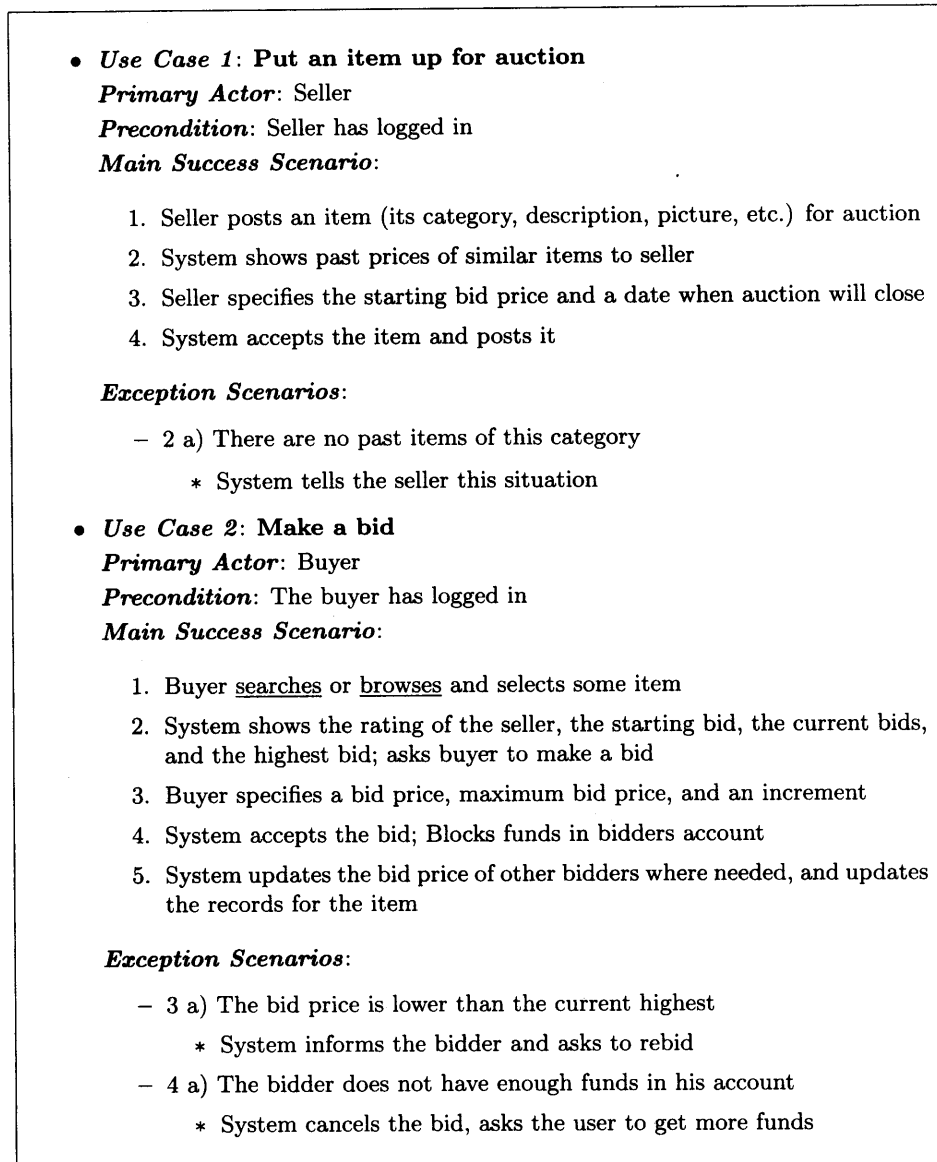 • Use Case 1: Put an item up for auction
Primary Actor: Seller
Precondition: Seller has logged in
Main Success Scenario:
1. Seller posts an item (its category, description, picture, etc.) for auction
2. System shows past prices of similar items to seller
3. Seller specifies the starting bid price and a date when auction will close
4. System accepts the item and posts it
Exception Scenarios:
– 2 a) There are no past items of this category
* System tells the seller this situation
• Use Case 2: Make a bid
Primary Actor: Buyer
Precondition: The buyer has logged in
Main Success Scenario:
1. Buyer searches or browses and selects some item
2. System shows the rating of the seller, the starting bid, the current bids,
and the highest bid; asks buyer to make a bid
3. Buyer specifies a bid price, maximum bid price, and an increment
4. System accepts the bid; Blocks funds in bidders account
5. System updates the bid price of other bidders where needed, and updates
the records for the item
Exception Scenarios:
– 3 a) The bid price is lower than the current highest
* System informs the bidder and asks to rebid
– 4 a) The bidder does not have enough funds in his account
* System cancels the bid, asks the user to get more funds